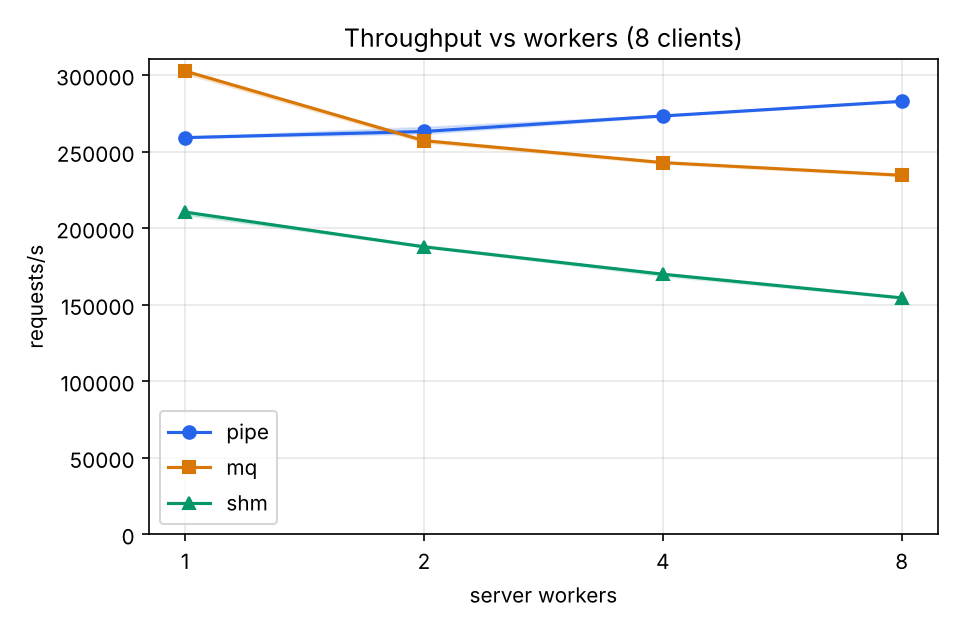 Throughput vs workers (8 clients)
requests/s
300000
250000
200000
150000
100000
50000
0
pipe
mq
shm
1 2 4 8
server workers